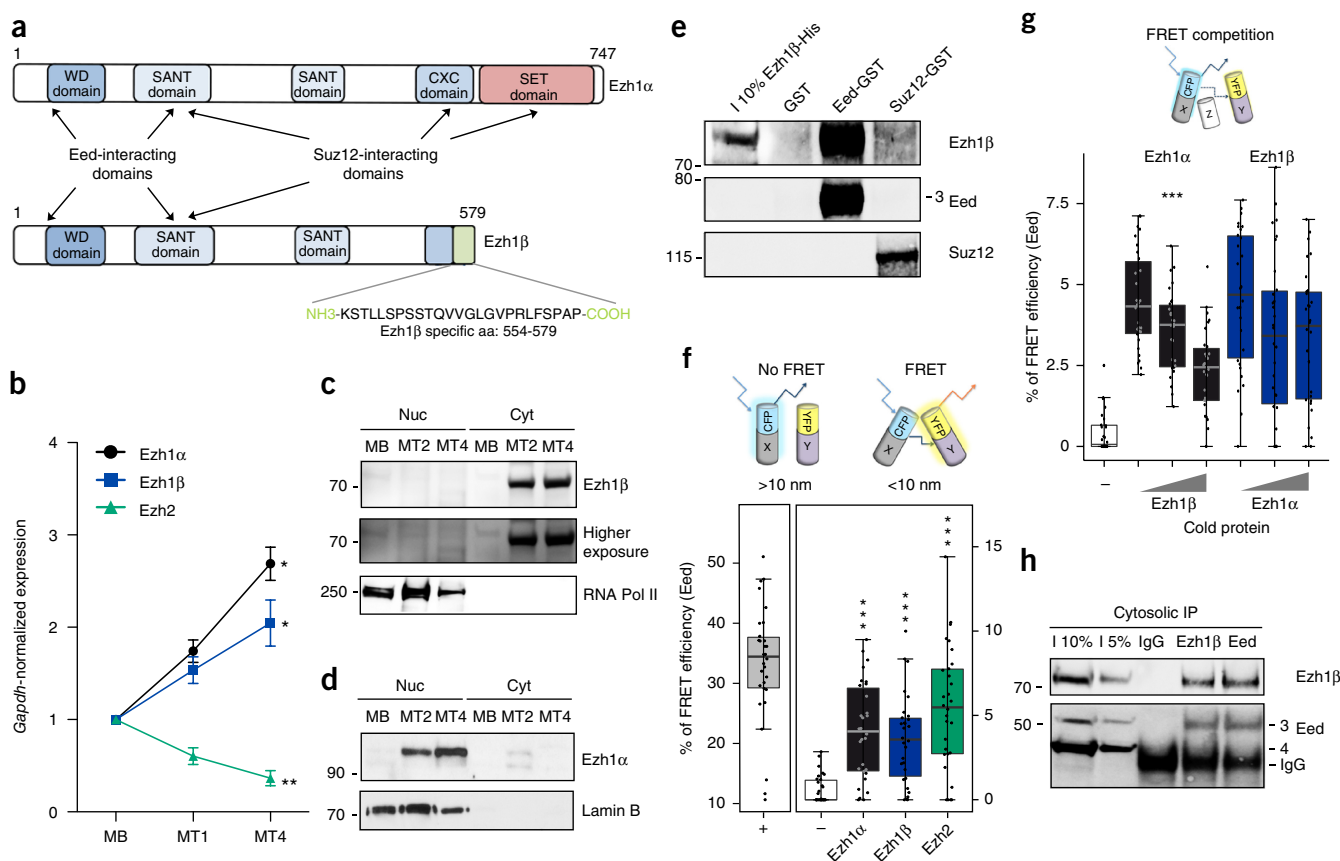 a
1
747
WD
domain
SANT
domain
SANT
domain
CXC
domain
SET
domain
Ezh1α
Eed-interacting
domains
Suz12-interacting
domains
1
579
WD
domain
SANT
domain
SANT
domain
Ezh1β
NH3-KSTLLSPSSTQVVGLGVPRLFSPAP-COOH
Ezh1β specific aa: 554-579
b
Gapdh-normalized expression
4
3
2
1
0
Ezh1α
Ezh1β
Ezh2
*
*
**
MB
MT1
MT4
c
Nuc
Cyt
MB
MT2
MT4
MB
MT2
MT4
70
Ezh1β
70
Higher
exposure
250
RNA Pol II
d
Nuc
Cyt
MB
MT2
MT4
MB
MT2
MT4
90
Ezh1α
70
Lamin B
e
I 10% Ezh1β-His
GST
Eed-GST
Suz12-GST
70
Ezh1β
80
3 Eed
115
Suz12
f
No FRET
FRET
CFP
X
YFP
Y
CFP
X
YFP
Y
>10 nm
<10 nm
% of FRET efficiency (Eed)
50
40
30
20
10
15
10
5
0
***
***
***
+
–
Ezh1α
Ezh1β
Ezh2
g
FRET competition
CFP
X
Z
YFP
Y
Ezh1α
Ezh1β
***
% of FRET efficiency (Eed)
7.5
5.0
2.5
0
–
Ezh1β
Ezh1α
Cold protein
h
Cytosolic IP
I 10%
I 5%
IgG
Ezh1β
Eed
70
Ezh1β
50
3 Eed
4
IgG